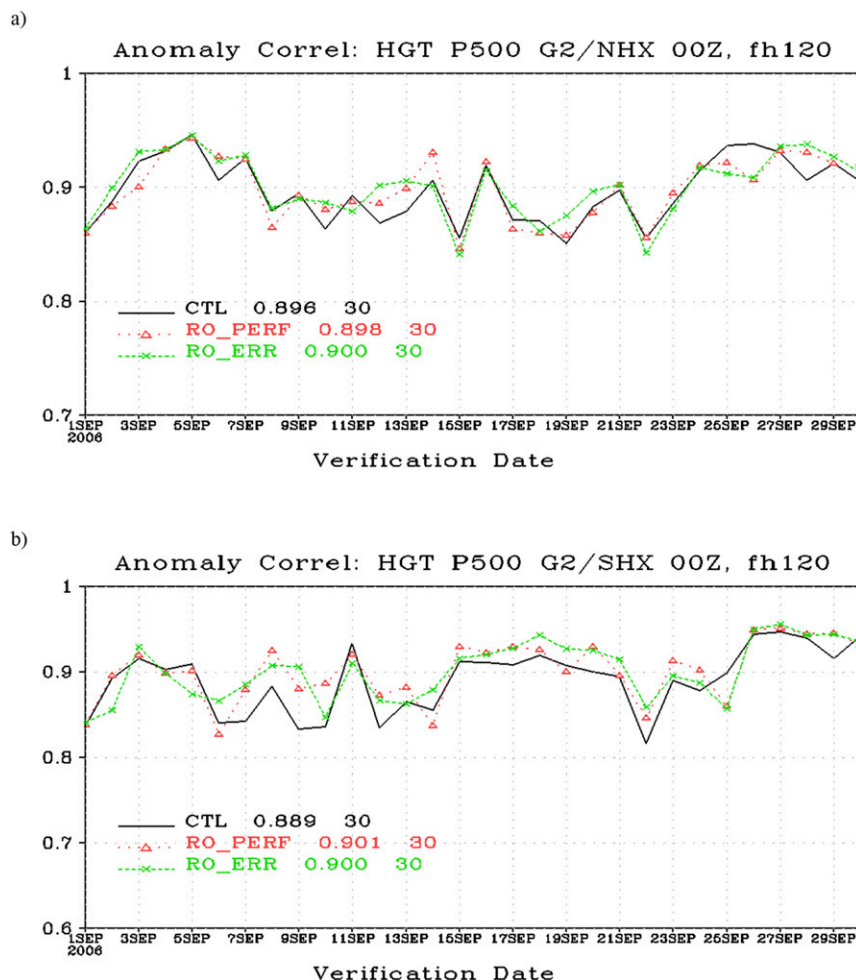 a)
Anomaly Correl: HGT P500 G2/NHX 00Z, fh120
1
0.9
0.8
CTL 0.896 30
RO_PERF 0.898 30
RO_ERR 0.900 30
0.7
1SEP 3SEP 5SEP 7SEP 9SEP 11SEP 13SEP 15SEP 17SEP 19SEP 21SEP 23SEP 25SEP 27SEP 29SEP
2006
Verification Date
b)
Anomaly Correl: HGT P500 G2/SHX 00Z, fh120
1
0.9
0.8
0.7
CTL 0.889 30
RO_PERF 0.901 30
RO_ERR 0.900 30
0.6
1SEP 3SEP 5SEP 7SEP 9SEP 11SEP 13SEP 15SEP 17SEP 19SEP 21SEP 23SEP 25SEP 27SEP 29SEP
2006
Verification Date